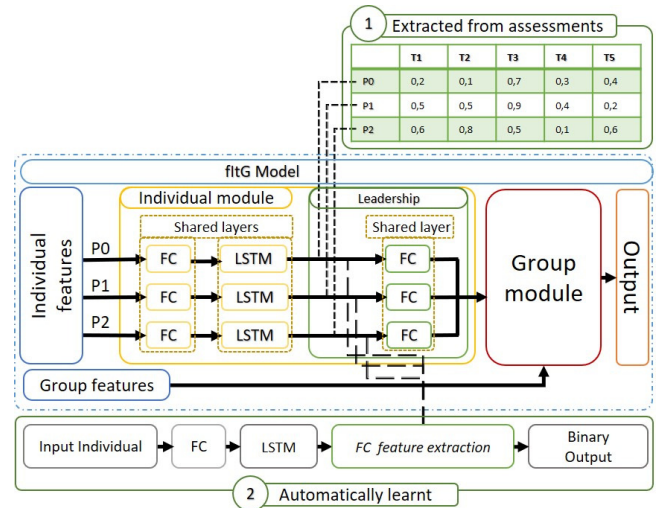 1 Extracted from assessments
T1 T2 T3 T4 T5
P0 0,2 0,1 0,7 0,3 0,4
P1 0,5 0,5 0,9 0,4 0,2
P2 0,6 0,8 0,5 0,1 0,6
fItG Model
Individual module
Leadership
Shared layers
Shared layer
Individual features
P0 FC LSTM FC
P1 FC LSTM FC
P2 FC LSTM FC
Group module
Output
Group features
Input Individual FC LSTM FC feature extraction Binary Output
2 Automatically learnt